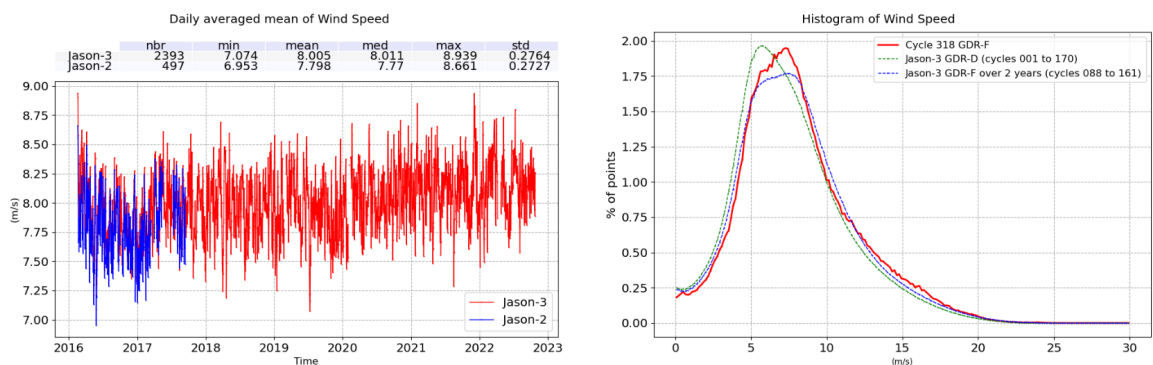 Daily averaged mean of Wind Speed
nbr min mean med max std
Jason-3 2393 7.074 8.005 8.011 8.939 0.2764
Jason-2 497 6.953 7.798 7.77 8.661 0.2727
9.00
8.75
8.50
8.25
8.00
7.75
7.50
7.25
7.00
(m/s)
Jason-3
Jason-2
2016 2017 2018 2019 2020 2021 2022 2023
Time
Histogram of Wind Speed
2.00
1.75
1.50
1.25
1.00
0.75
0.50
0.25
0.00
% of points
Cycle 318 GDR-F
Jason-3 GDR-D (cycles 001 to 170)
Jason-3 GDR-F over 2 years (cycles 088 to 161)
0 5 10 15 20 25 30
(m/s)